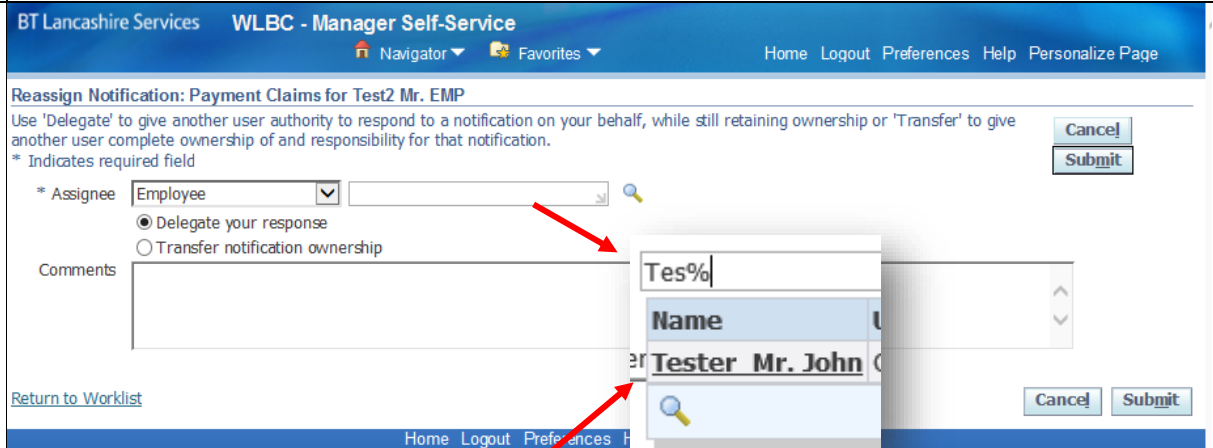 BT Lancashire Services WLBC - Manager Self-Service
Navigator Favorites Home Logout Preferences Help Personalize Page
Reassign Notification: Payment Claims for Test2 Mr. EMP
Use 'Delegate' to give another user authority to respond to a notification on your behalf, while still retaining ownership or 'Transfer' to give
another user complete ownership of and responsibility for that notification.
* Indicates required field
Cancel
Submit
* Assignee Employee
Delegate your response
Transfer notification ownership
Comments
Tes%
Name
Tester Mr. John
Return to Worklist
Cancel Submit
Home Logout Preferences